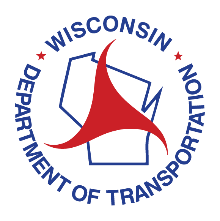 WISCONSIN
DEPARTMENT OF TRANSPORTATION